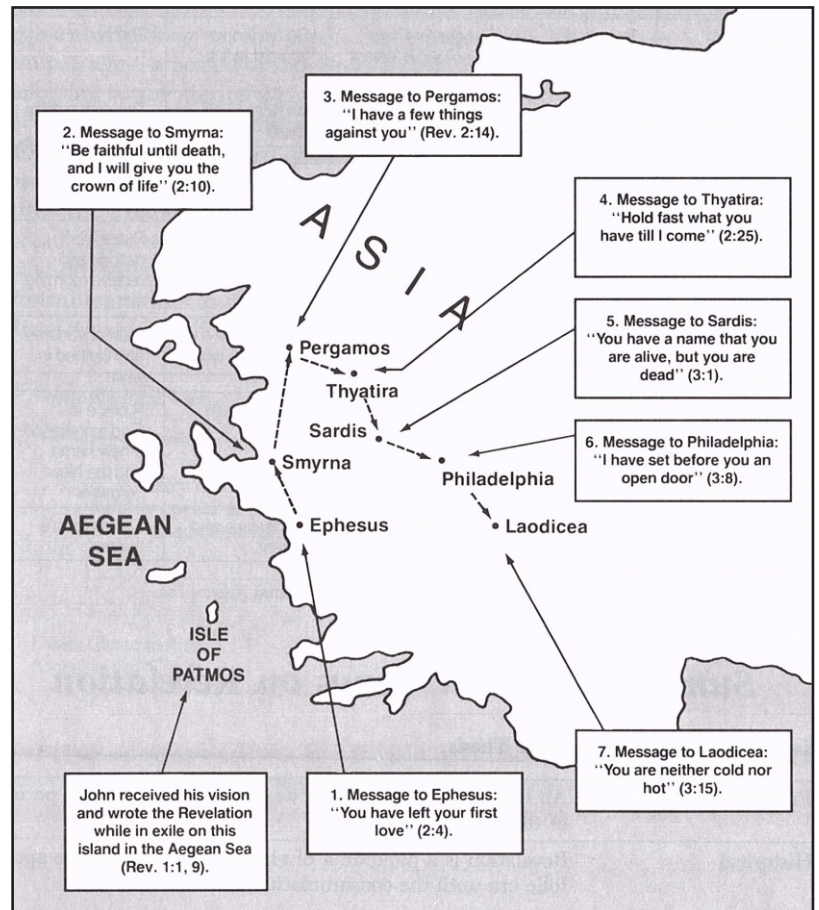 3. Message to Pergamos:
“I have a few things
against you” (Rev. 2:14).
2. Message to Smyrna:
“Be faithful until death,
and I will give you the
crown of life” (2:10).
4. Message to Thyatira:
“Hold fast what you
have till I come” (2:25).
ASIA
5. Message to Sardis:
“You have a name that you
are alive, but you are
dead” (3:1).
Pergamos
Thyatira
Sardis
6. Message to Philadelphia:
“I have set before you an
open door” (3:8).
Smyrna
Philadelphia
Ephesus
Laodicea
AEGEAN
SEA
ISLE
OF
PATMOS
7. Message to Laodicea:
“You are neither cold nor
hot” (3:15).
John received his vision
and wrote the Revelation
while in exile on this
island in the Aegean Sea
(Rev. 1:1, 9).
1. Message to Ephesus:
“You have left your first
love” (2:4).